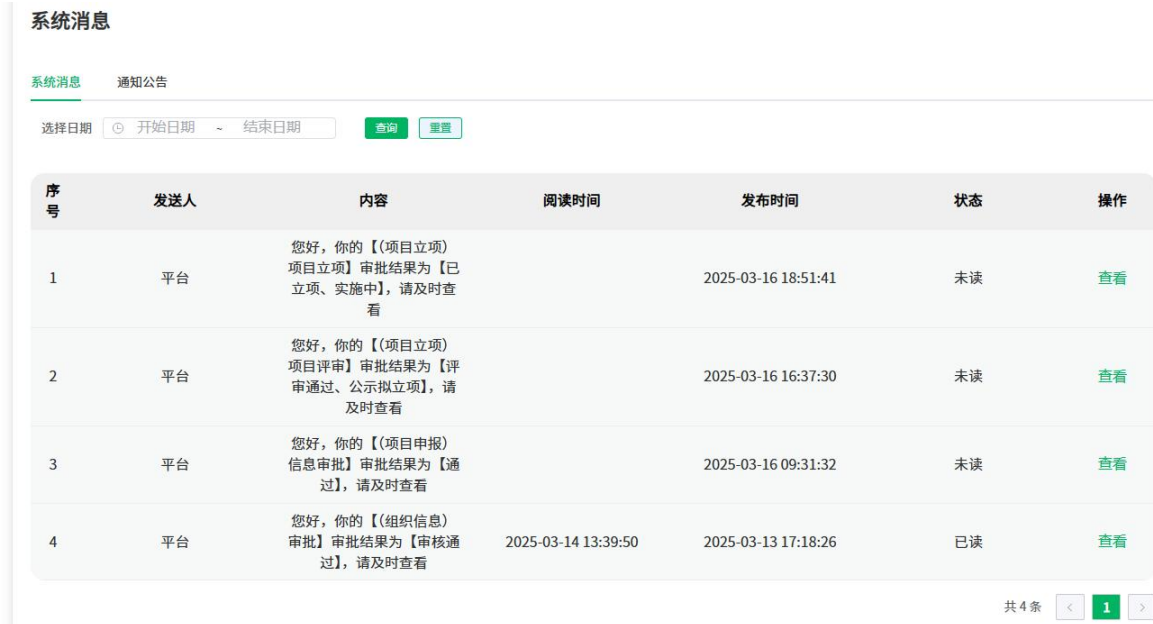 系统消息
系统消息 通知公告
选择日期 开始日期 ~ 结束日期 查询 重置
序号 发送人 内容 阅读时间 发布时间 状态 操作
您好，你的【（项目立项）
项目立项】审批结果为【已
1 平台 2025-03-16 18:51:41 未读 查看
立项、实施中】，请及时查
看
您好，你的【（项目立项）
项目评审】审批结果为【评
2 平台 2025-03-16 16:37:30 未读 查看
审通过、公示拟立项】，请
及时查看
您好，你的【（项目申报）
3 平台 信息审批】审批结果为【通 2025-03-16 09:31:32 未读 查看
过】，请及时查看
您好，你的【（组织信息）
4 平台 审批】审批结果为【审核通 2025-03-14 13:39:50 2025-03-13 17:18:26 已读 查看
过】，请及时查看
共 4 条 < 1 >